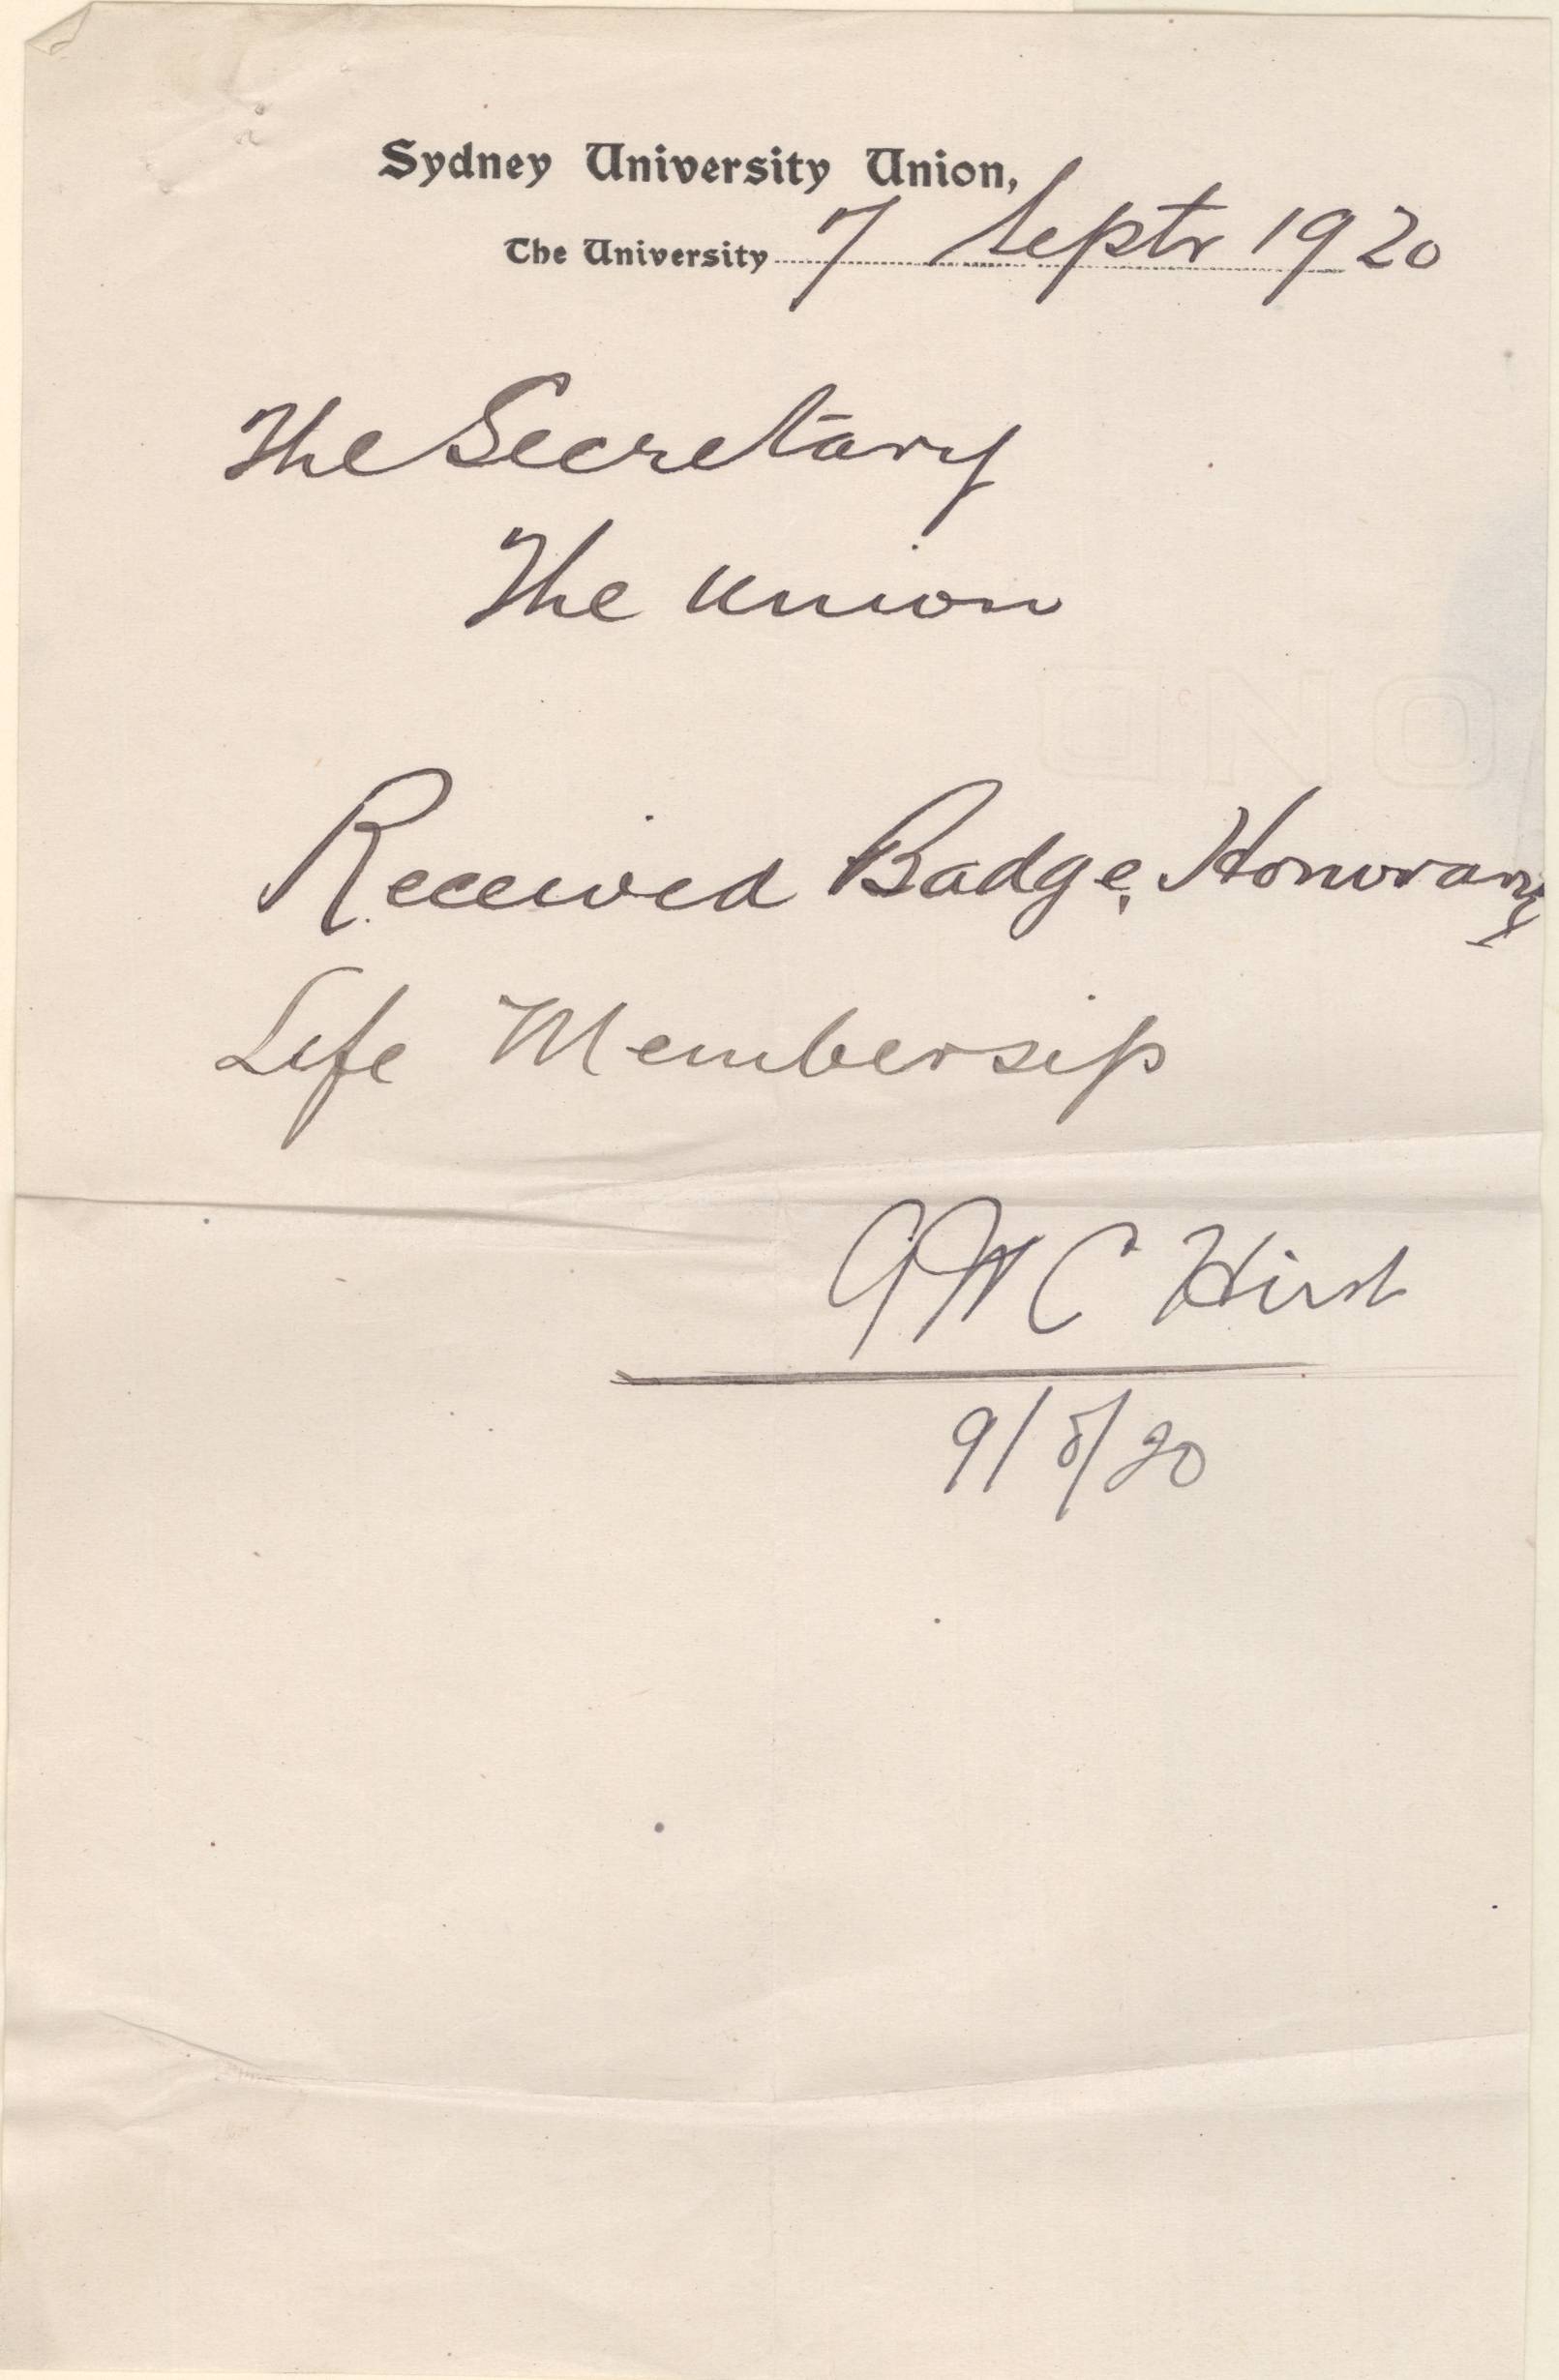 Sydney University Union,
The University 7 Septr 1920
The Secretary
The Union
Received Badge, Honorary
Life Membersip
G W C Hirst
9/8/20